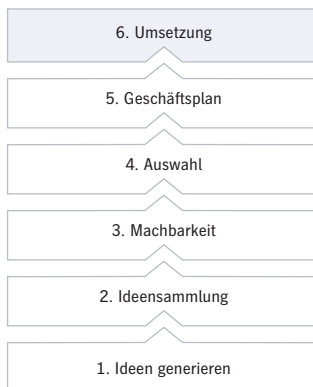 6. Umsetzung
5. Geschäftsplan
4. Auswahl
3. Machbarkeit
2. Ideensammlung
1. Ideen generieren